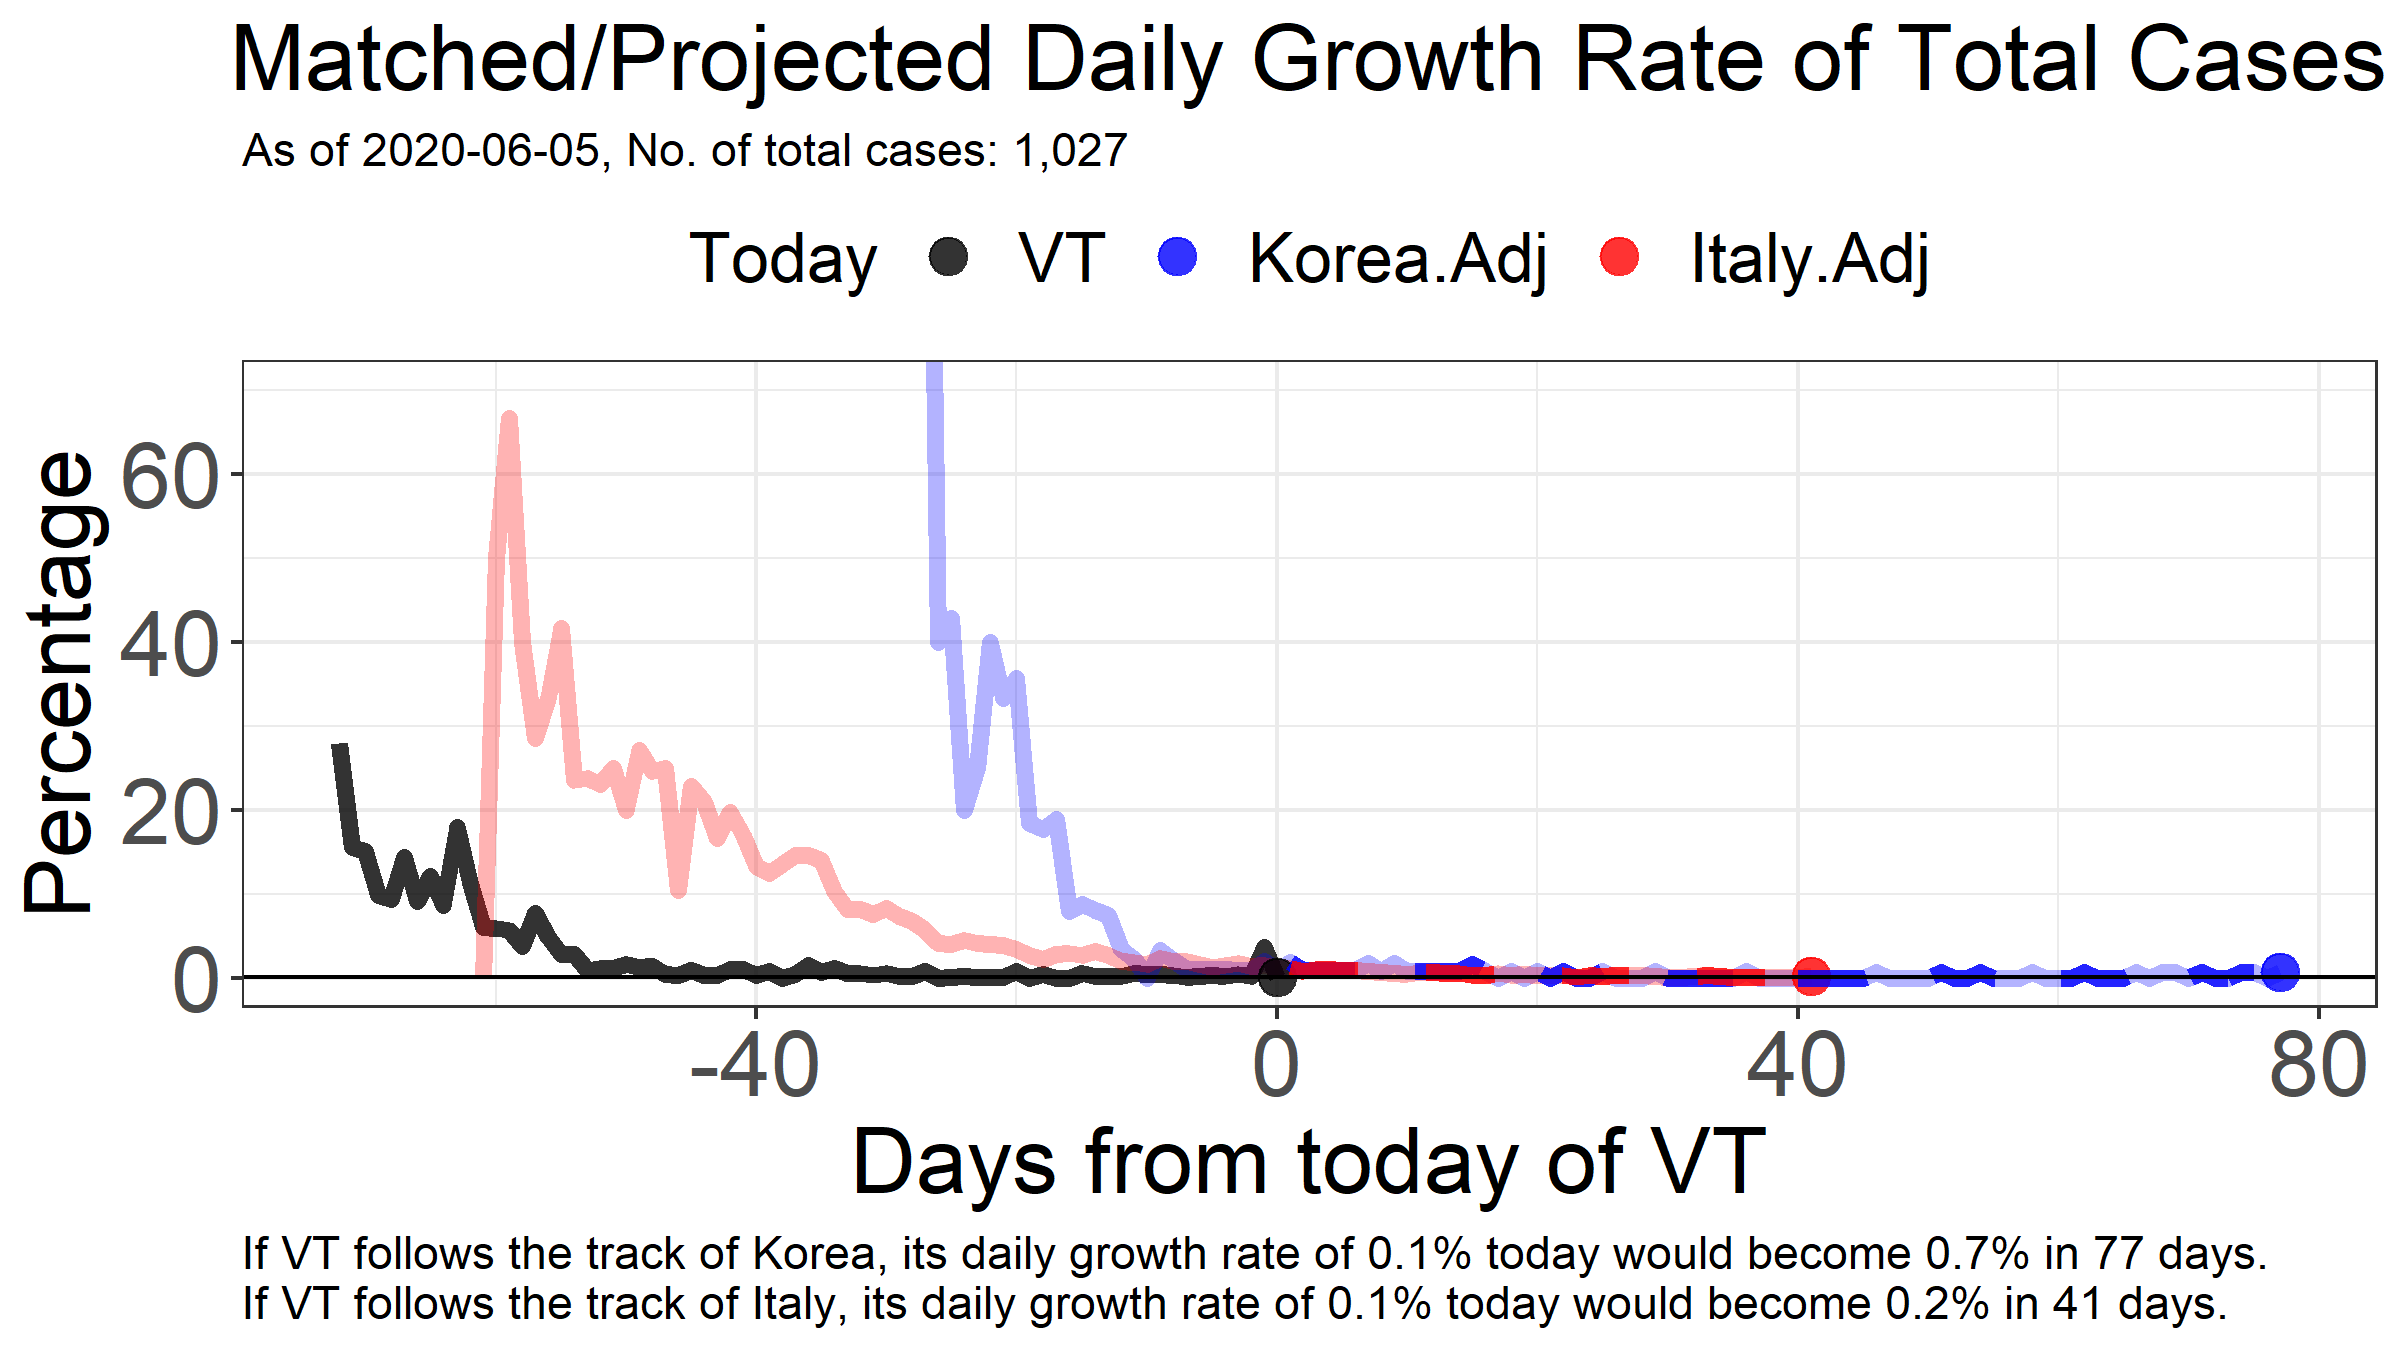 Matched/Projected Daily Growth Rate of Total Cases
As of 2020-06-05, No. of total cases: 1,027
Today VT Korea.Adj Italy.Adj
Percentage
60
40
20
0
-40 0 40 80
Days from today of VT
If VT follows the track of Korea, its daily growth rate of 0.1% today would become 0.7% in 77 days.
If VT follows the track of Italy, its daily growth rate of 0.1% today would become 0.2% in 41 days.